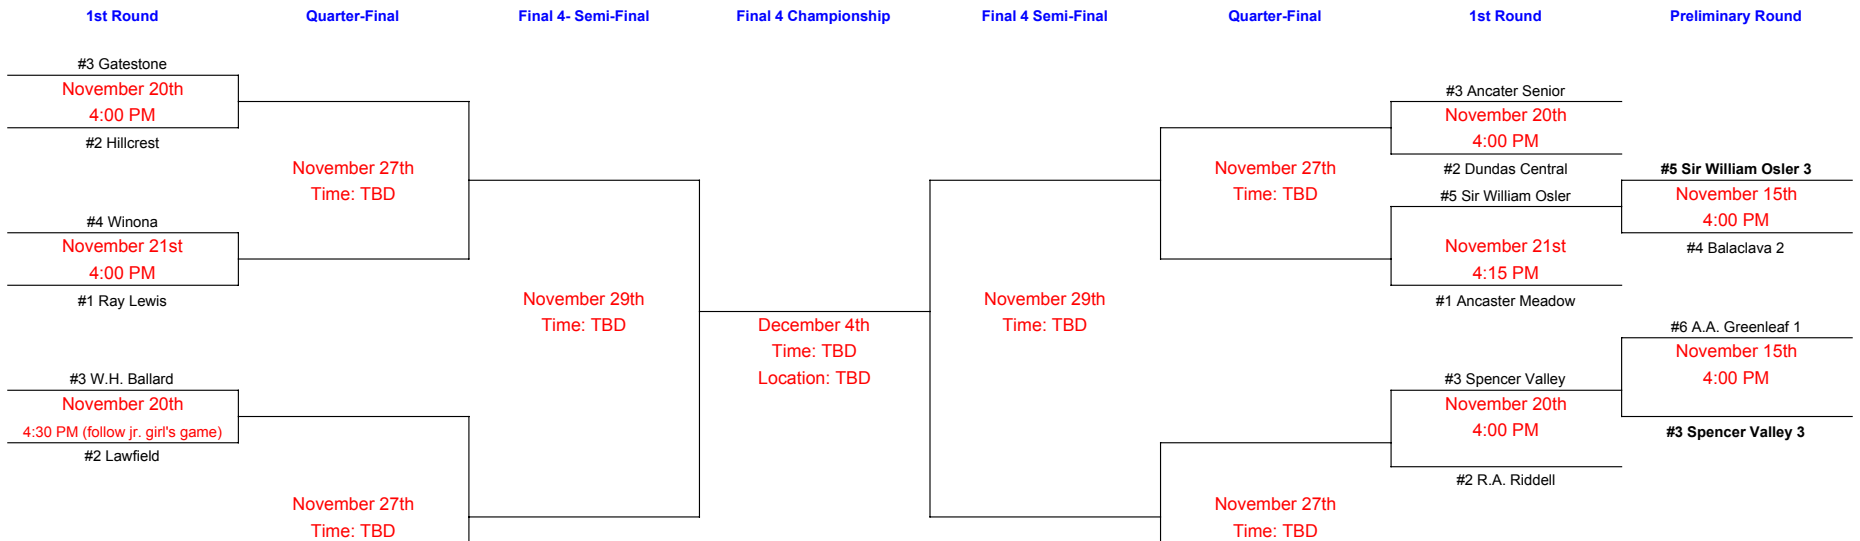 1st Round
Quarter-Final
Final 4- Semi-Final
Final 4 Championship
Final 4 Semi-Final
Quarter-Final
1st Round
Preliminary Round
#3 Gatestone
November 20th
4:00 PM
#2 Hillcrest
November 27th
Time: TBD
#4 Winona
November 21st
4:00 PM
#1 Ray Lewis
November 29th
Time: TBD
#3 W.H. Ballard
November 20th
4:30 PM (follow jr. girl's game)
#2 Lawfield
November 27th
Time: TBD
December 4th
Time: TBD
Location: TBD
November 29th
Time: TBD
November 27th
Time: TBD
November 27th
Time: TBD
#3 Ancater Senior
November 20th
4:00 PM
#2 Dundas Central
#5 Sir William Osler
November 21st
4:15 PM
#1 Ancaster Meadow
#3 Spencer Valley
November 20th
4:00 PM
#2 R.A. Riddell
#5 Sir William Osler 3
November 15th
4:00 PM
#4 Balaclava 2
#6 A.A. Greenleaf 1
November 15th
4:00 PM
#3 Spencer Valley 3